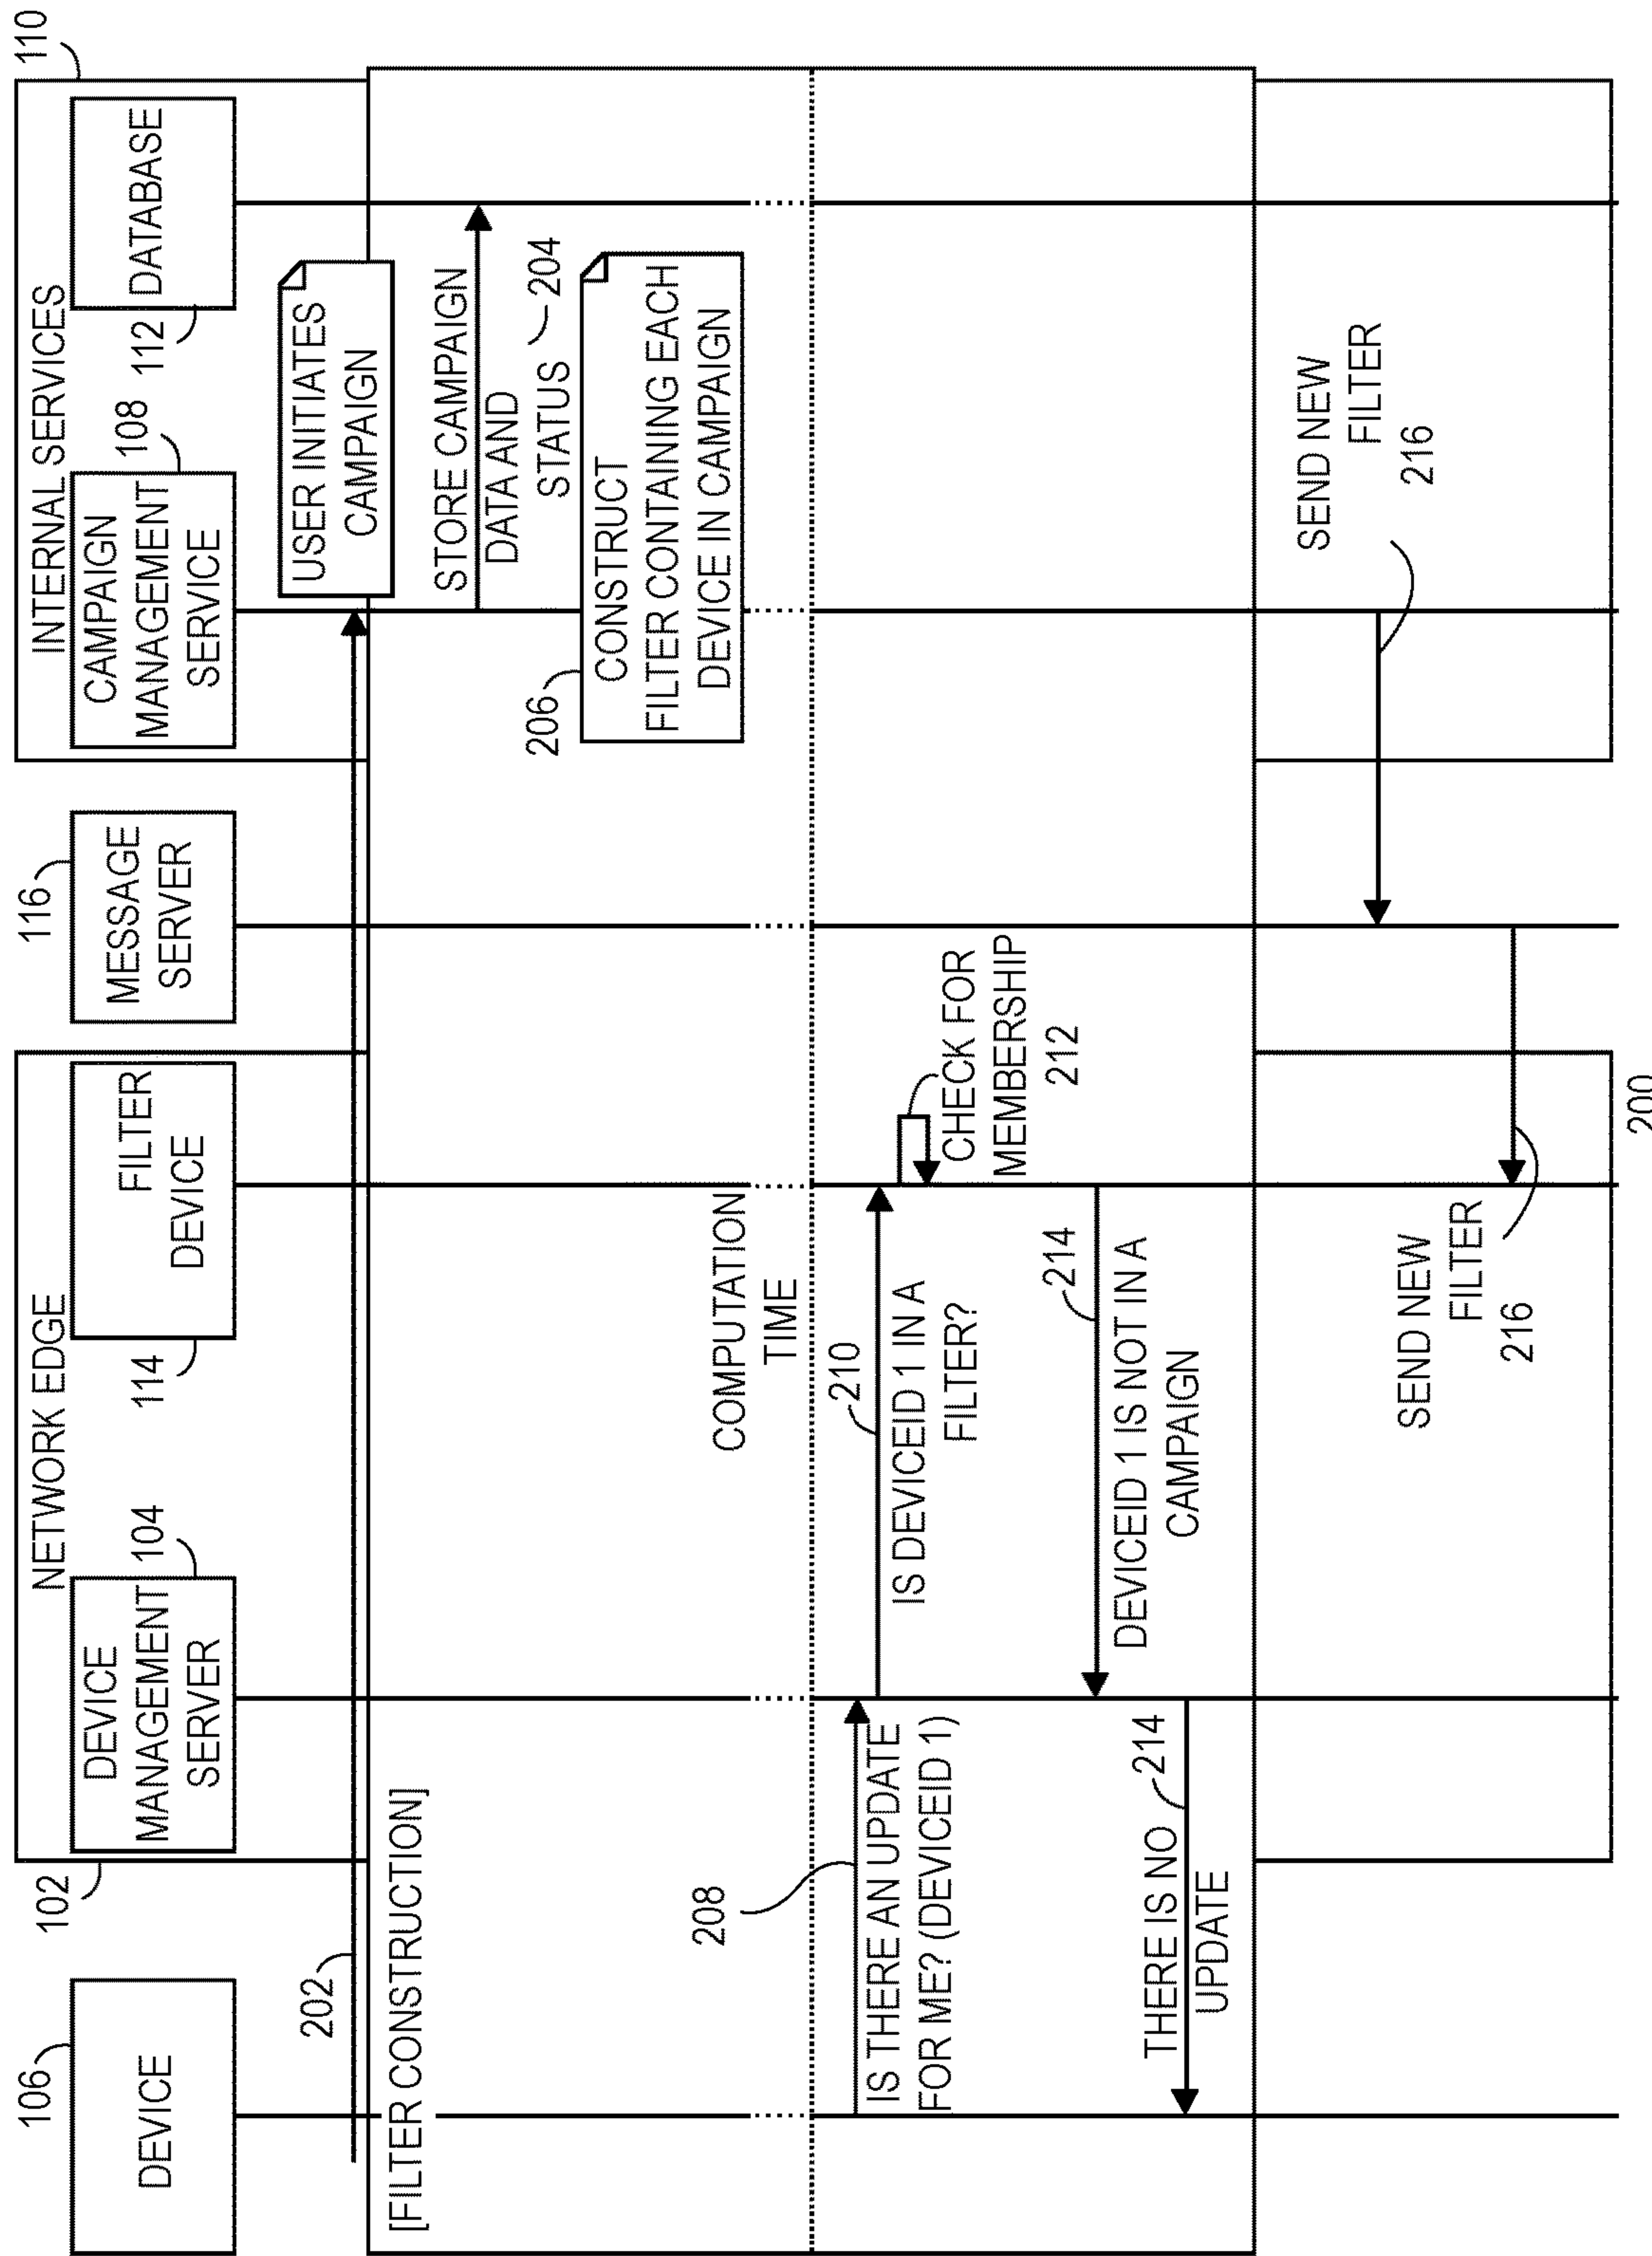 106
DEVICE
102
NETWORK EDGE
DEVICE
MANAGEMENT
SERVER
104
114
FILTER
DEVICE
116
MESSAGE
SERVER
INTERNAL SERVICES
110
CAMPAIGN
MANAGEMENT
SERVICE
108
112
DATABASE
202
USER INITIATES
CAMPAIGN
[FILTER CONSTRUCTION]
STORE CAMPAIGN
DATA AND
STATUS
204
206
CONSTRUCT
FILTER CONTAINING EACH
DEVICE IN CAMPAIGN
COMPUTATION
TIME
208
IS THERE AN UPDATE
FOR ME? (DEVICEID 1)
210
IS DEVICEID 1 IN A
FILTER?
CHECK FOR
MEMBERSHIP
212
214
DEVICEID 1 IS NOT IN A
CAMPAIGN
THERE IS NO
UPDATE
214
SEND NEW
FILTER
216
SEND NEW
FILTER
216
200